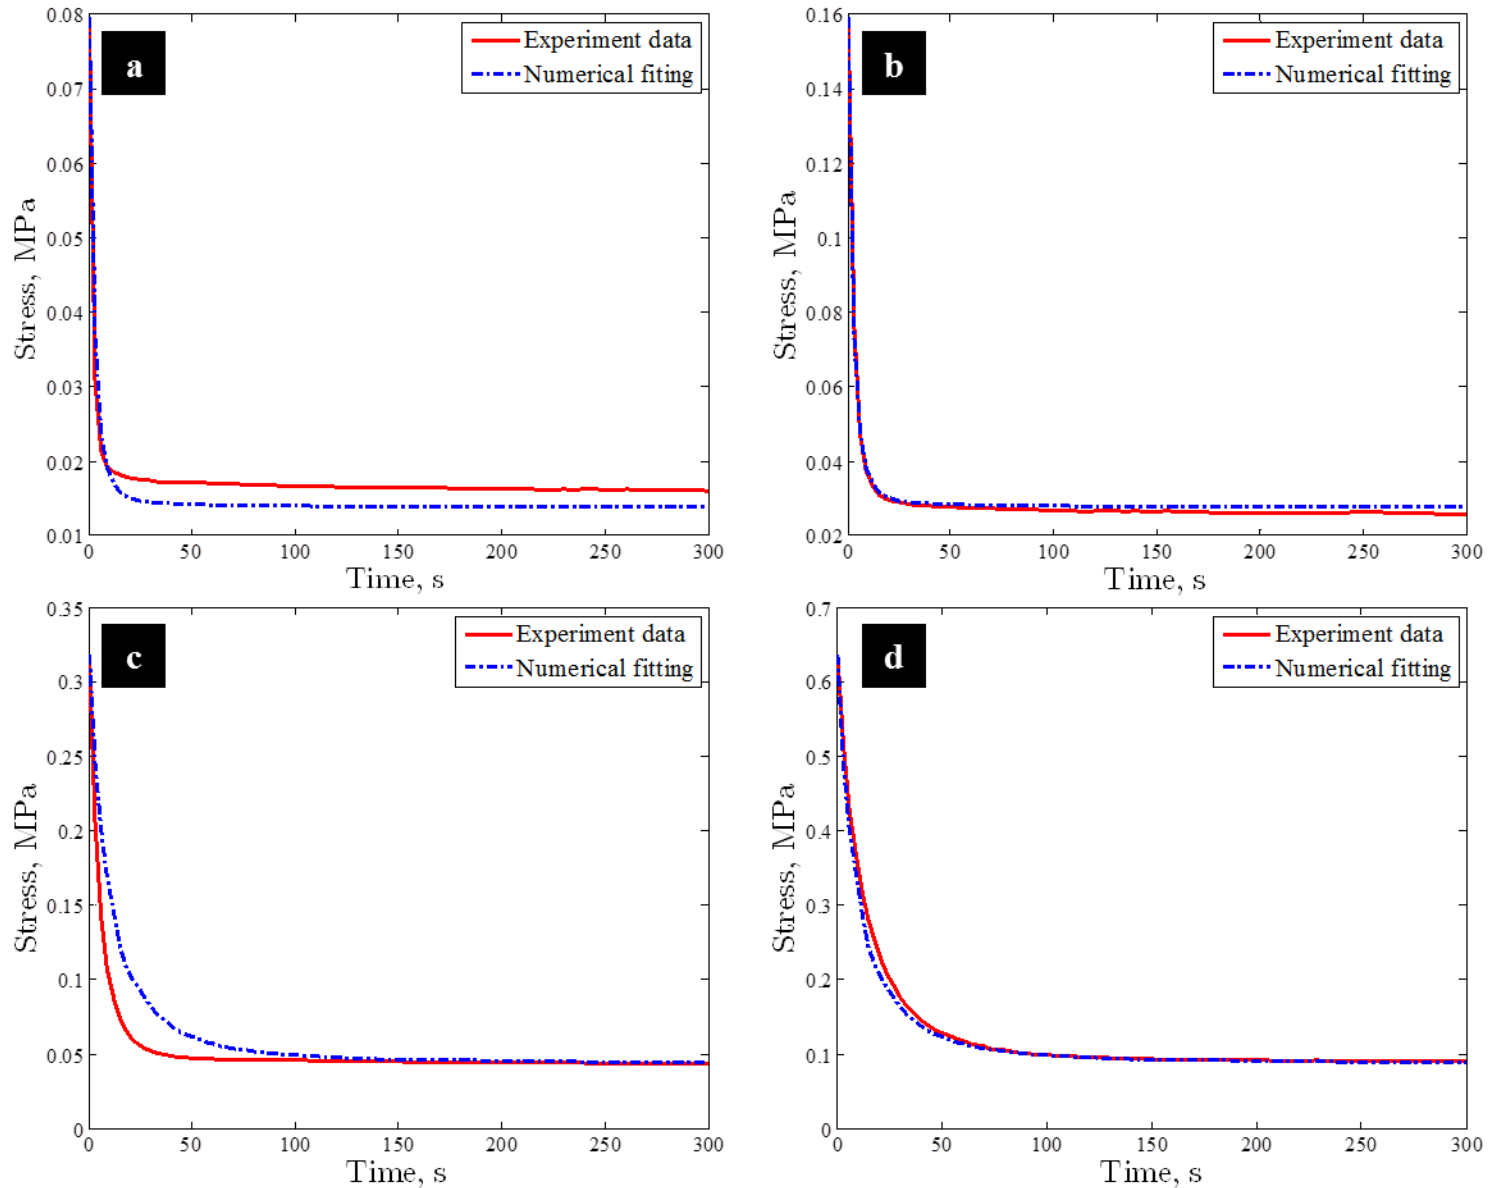 a
Experiment data
Numerical fiting
0.08
0.07
0.06
0.05
0.04
0.03
0.02
0.01
Stress, MPa
0 50 100 150 200 250 300
Time, s
b
Experiment data
Numerical fitting
0.16
0.14
0.12
0.1
0.08
0.06
0.04
0.02
Stress, MPa
0 50 100 150 200 250 300
Time, s
c
Experiment data
Numerical fitting
0.35
0.3
0.25
0.2
0.15
0.1
0.05
0
Stress, MPa
0 50 100 150 200 250 300
Time, s
d
Experiment data
Numerical fitting
0.7
0.6
0.5
0.4
0.3
0.2
0.1
0
Stress, MPa
0 50 100 150 200 250 300
Time, s